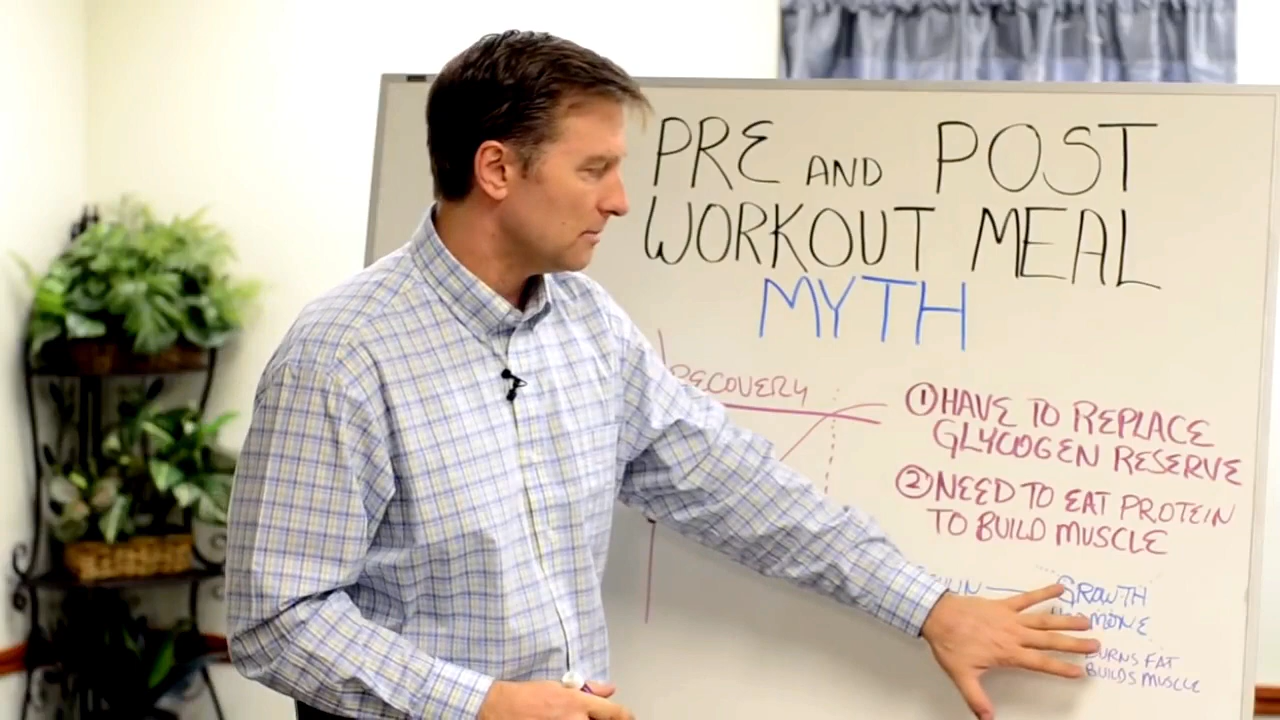 PRE AND POST
WORKOUT MEAL
MYTH
RECOVERY
① HAVE TO REPLACE
GLYCOGEN RESERVE
② NEED TO EAT PROTEIN
TO BUILD MUSCLE
GROWTH
BURNS FAT
BUILDS MUSCLE